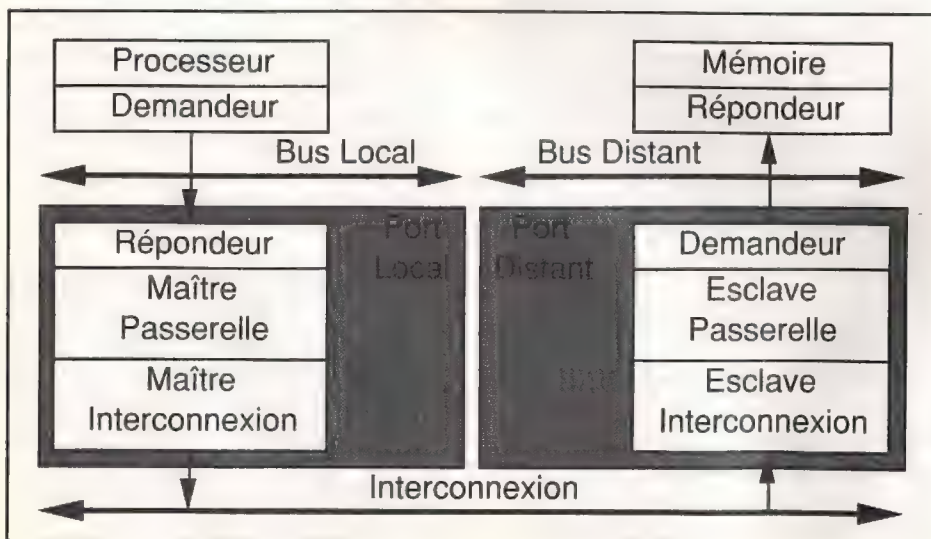 Processeur
Demandeur
Mémoire
Répondeur
Bus Local
Bus Distant
Répondeur
Maître
Passerelle
Maître
Interconnexion
Port
Local
Port
Distant
Demandeur
Esclave
Passerelle
Esclave
Interconnexion
Interconnexion